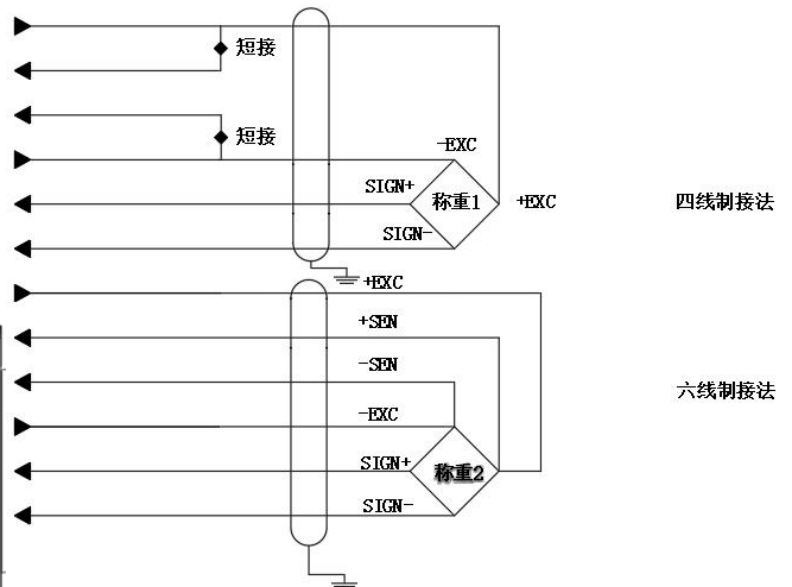 短接
短接
-EXC
SIGN+
称重1
+EXC
四线制接法
SIGN-
+EXC
+SEN
-SEN
六线制接法
-EXC
SIGN+
称重2
SIGN-